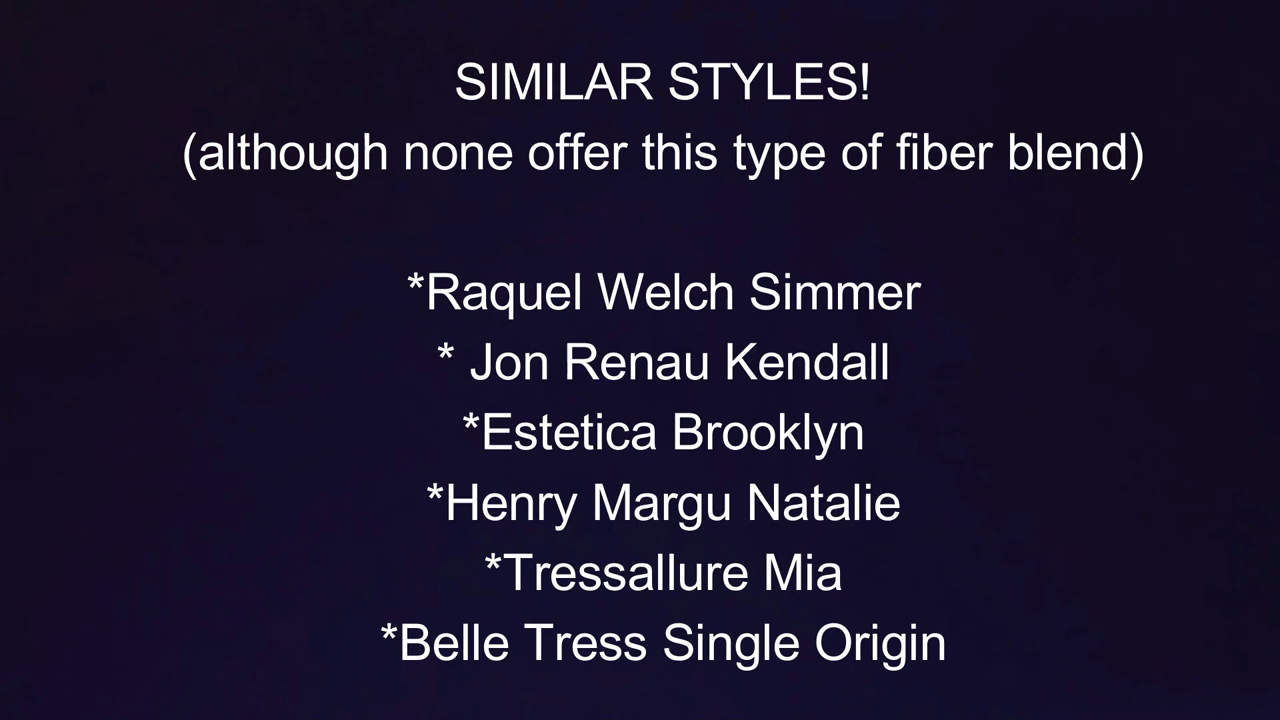 SIMILAR STYLES!
(although none offer this type of fiber blend)
*Raquel Welch Simmer
* Jon Renau Kendall
*Estetica Brooklyn
*Henry Margu Natalie
*Tressallure Mia
*Belle Tress Single Origin